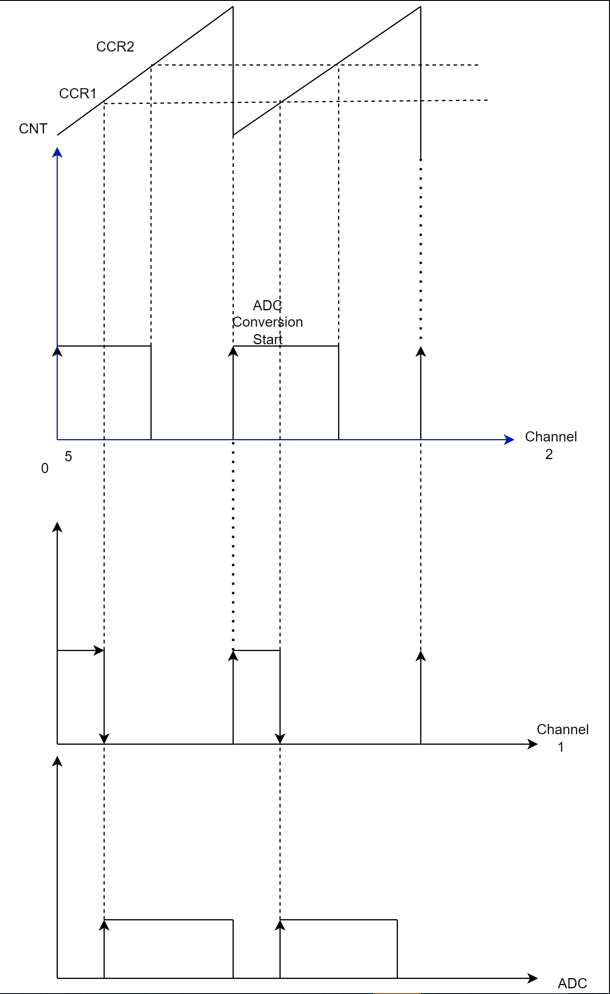 CCR2
CCR1
CNT
ADC
Conversion
Start
Channel
2
5
0
Channel
1
ADC